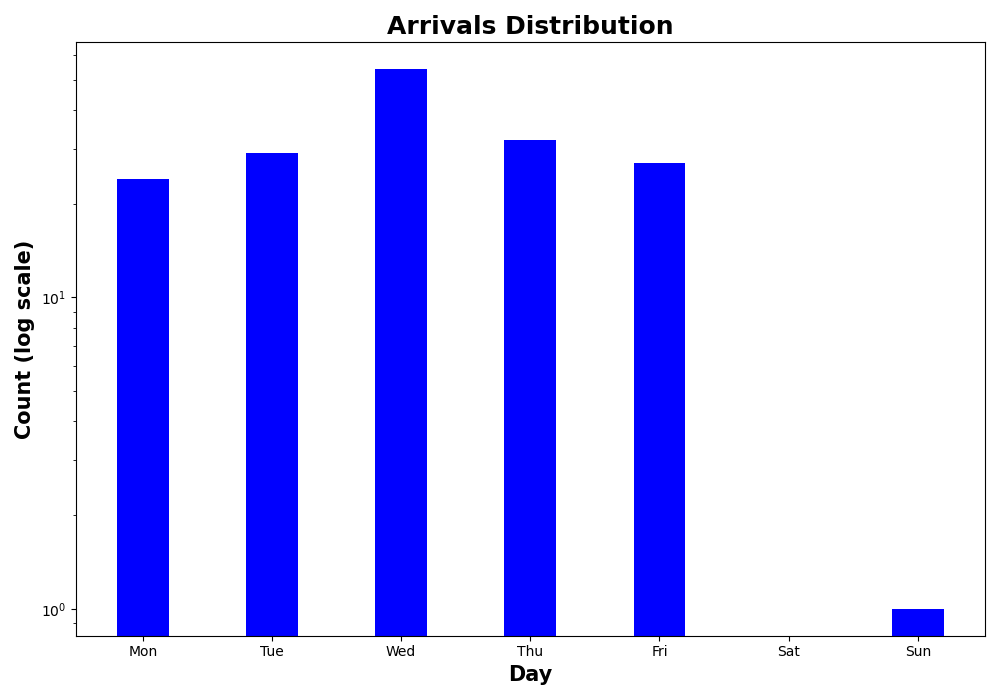 Arrivals Distribution
Count (log scale)
10¹
10⁰
Mon Tue Wed Thu Fri Sat Sun
Day